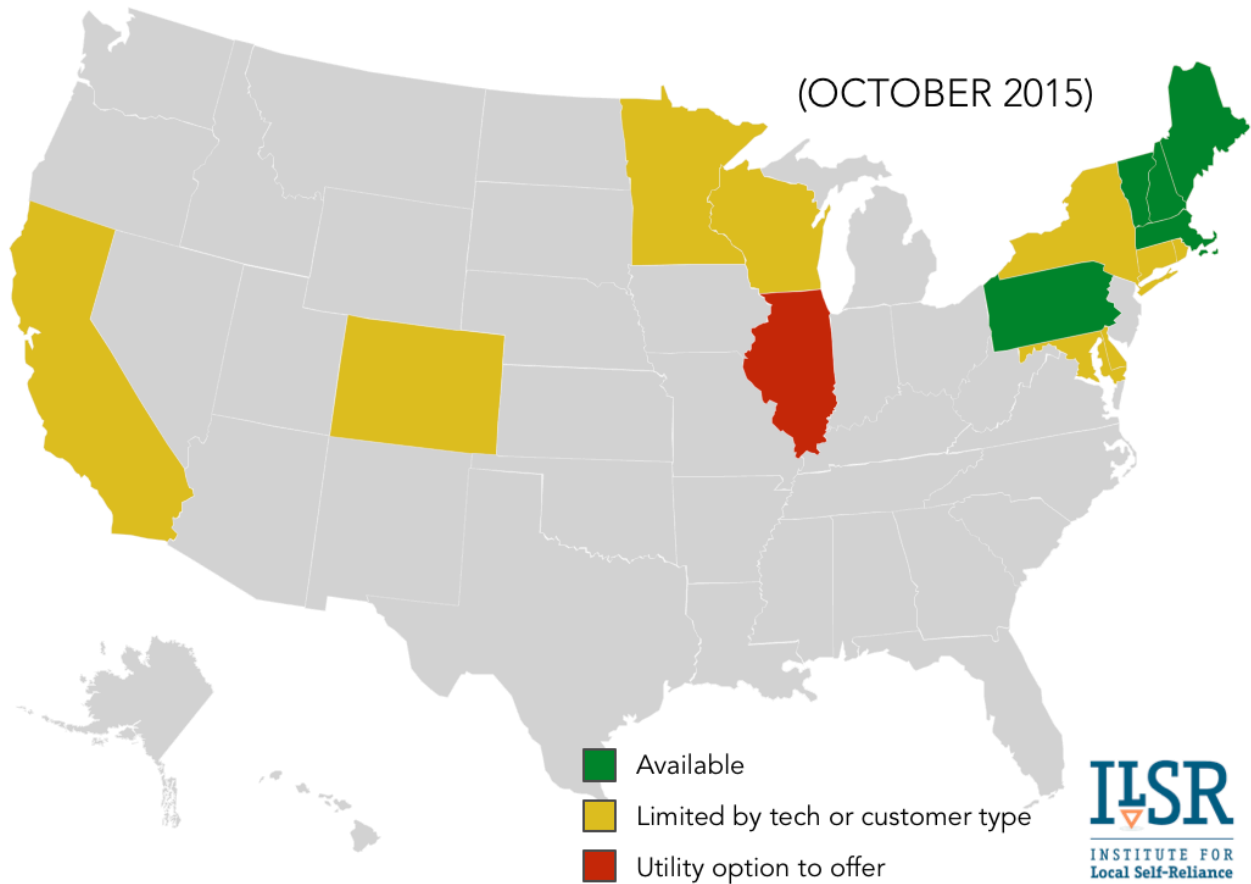 (OCTOBER 2015)
Available
Limited by tech or customer type
Utility option to offer
ILSR
INSTITUTE FOR
Local Self-Reliance